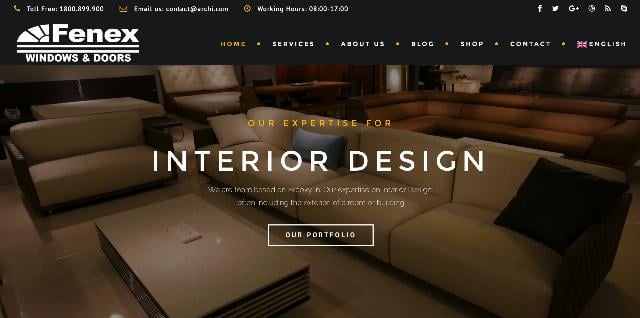 Toll Free: 1800.899.900
Email us: contact@archi.com
Working Hours: 08:00-17:00
Fenex
WINDOWS & DOORS
HOME
SERVICES
ABOUT US
BLOG
SHOP
CONTACT
ENGLISH
OUR EXPERTISE FOR
INTERIOR DESIGN
We are team based on Brooklyn. Our expertise on Interior Design,
often including the exterior, of a room or building
OUR PORTFOLIO